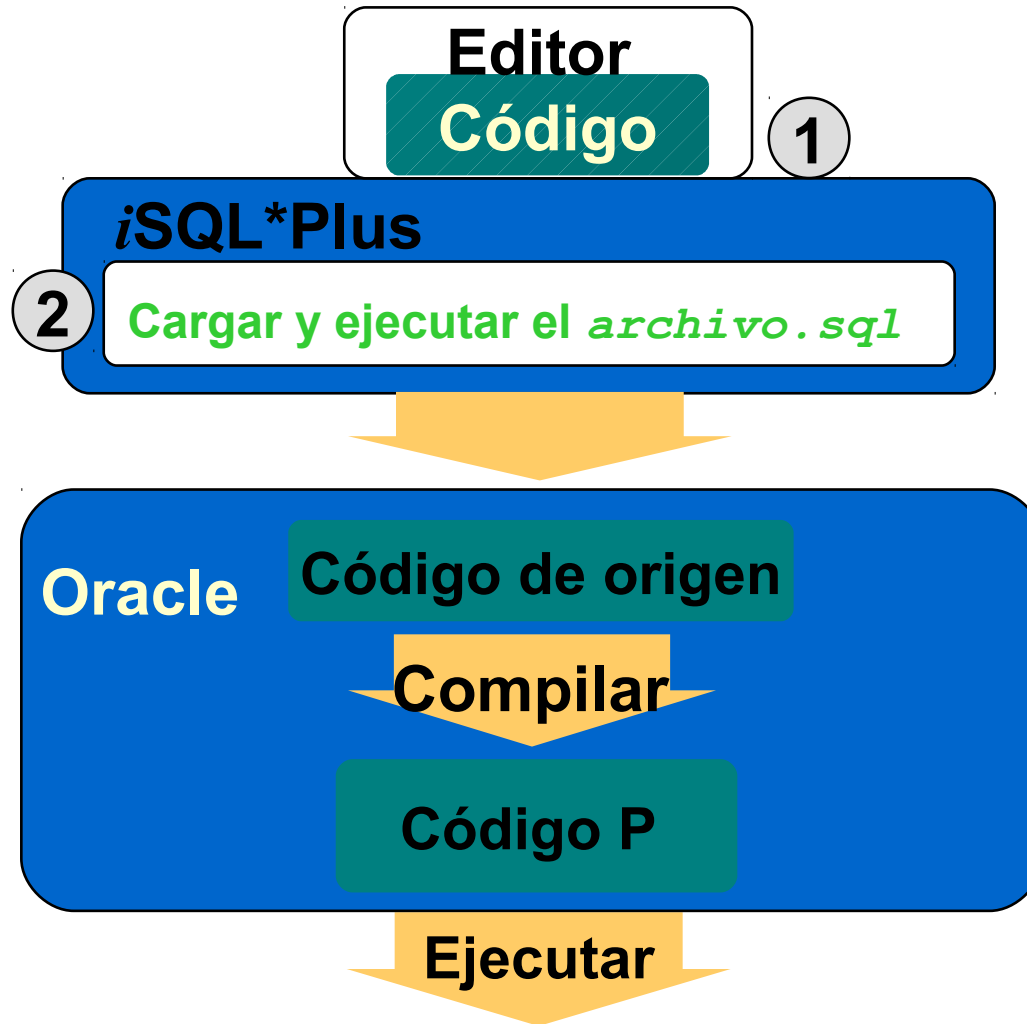 Editor
Código
1
iSQL*Plus
2
Cargar y ejecutar el archivo.sql
Código de origen
Oracle
Compilar
Código P
Ejecutar